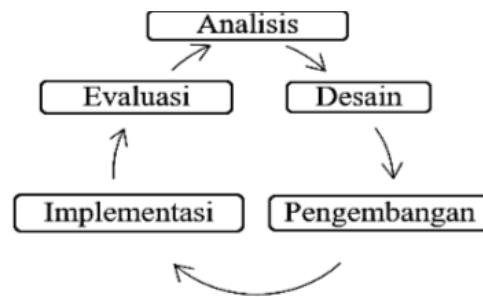 Analisis
Evaluasi
Desain
Implementasi
Pengembangan